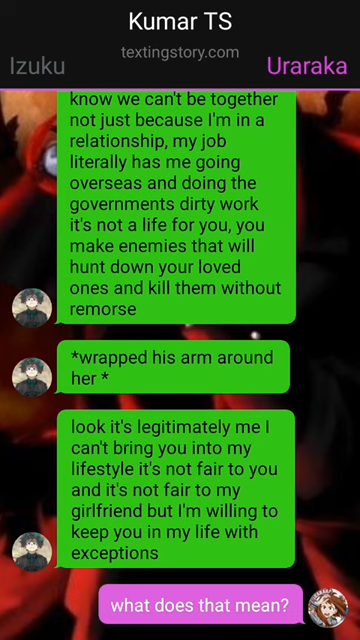 Kumar TS
textingstory.com
Izuku
Uraraka
know we can't be together
not just because I'm in a
relationship, my job
literally has me going
overseas and doing the
governments dirty work
it's not a life for you, you
make enemies that will
hunt down your loved
ones and kill them without
remorse
*wrapped his arm around
her *
look it's legitimately me I
can't bring you into my
lifestyle it's not fair to you
and it's not fair to my
girlfriend but I'm willing to
keep you in my life with
exceptions
what does that mean?